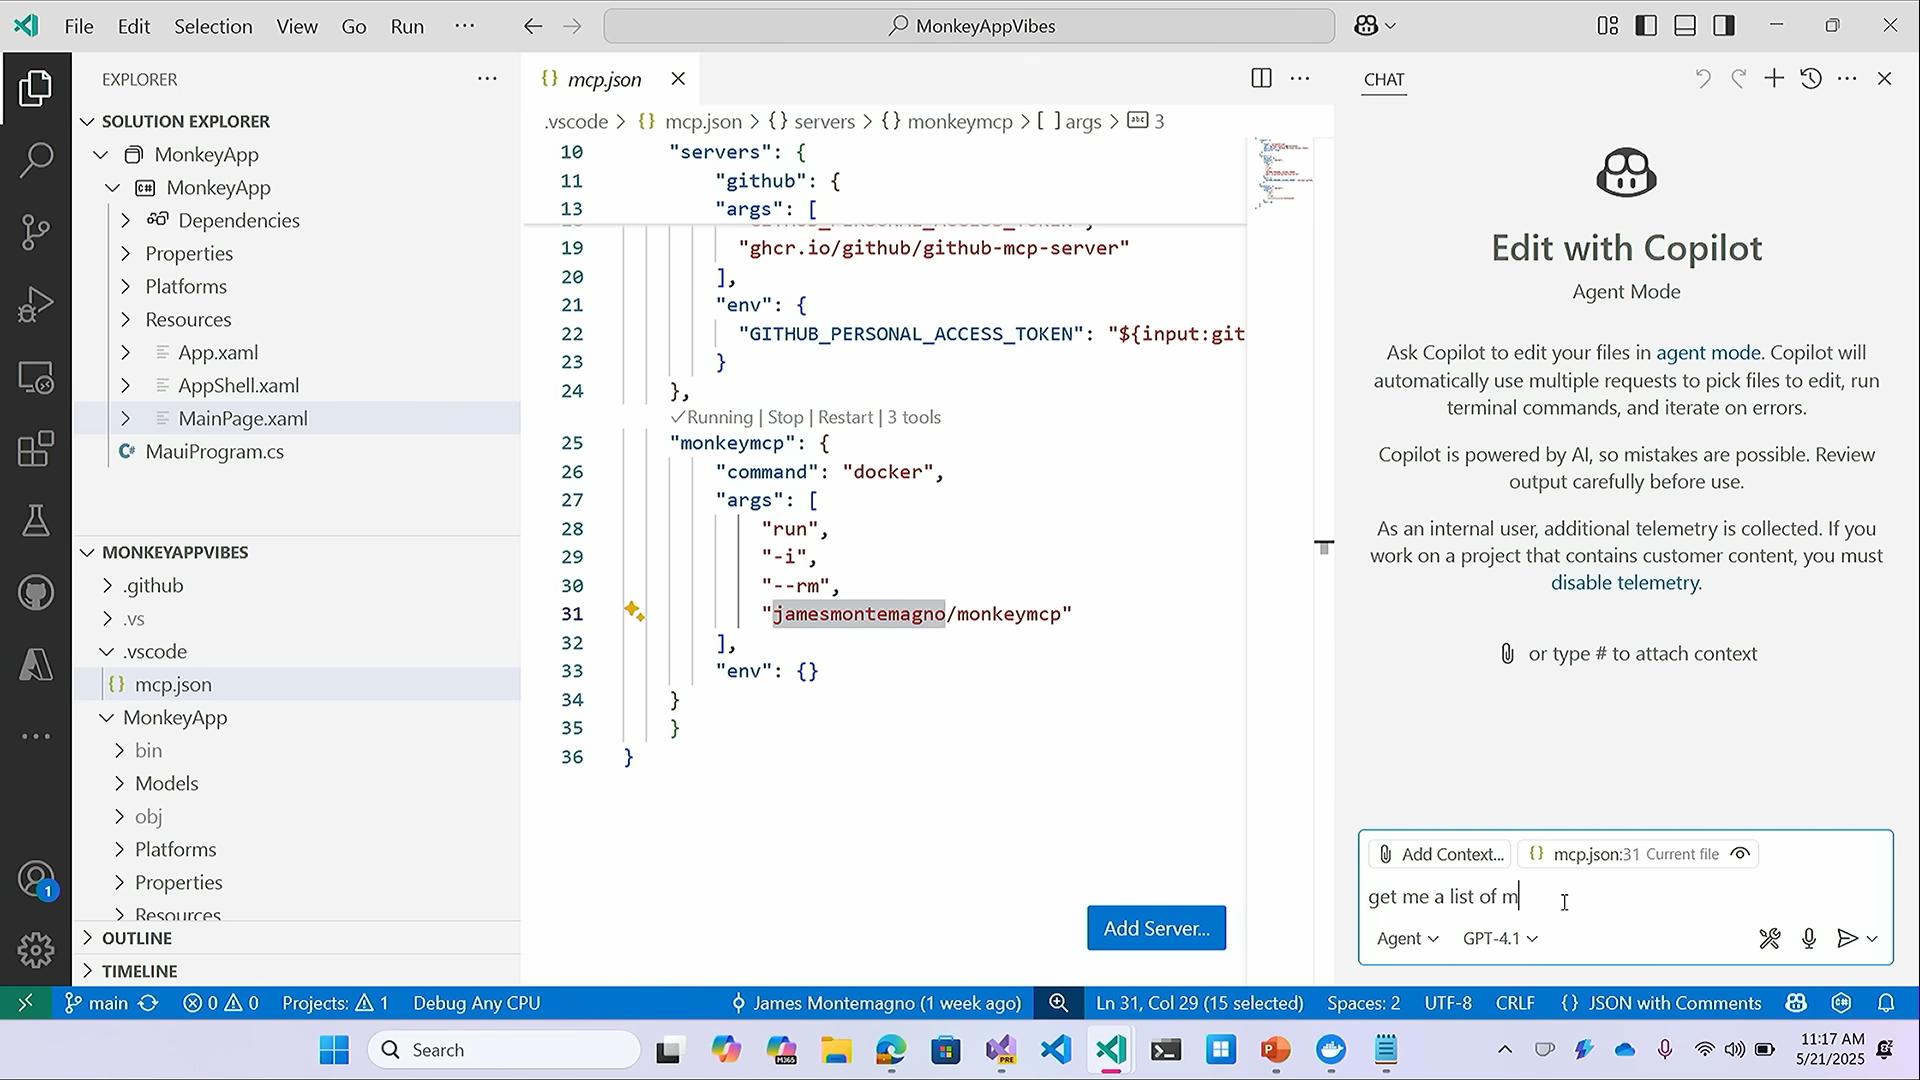 File Edit Selection View Go Run ···
MonkeyAppVibes
EXPLORER
SOLUTION EXPLORER
MonkeyApp
MonkeyApp
Dependencies
Properties
Platforms
Resources
App.xaml
AppShell.xaml
MainPage.xaml
MauiProgram.cs
MONKEYAPPVIBES
.github
.vs
.vscode
mcp.json
MonkeyApp
bin
Models
obj
Platforms
Properties
Resources
OUTLINE
TIMELINE
mcp.json
.vscode > {} mcp.json > {} servers > {} monkeymcp > [ ] args > abc 3
10 "servers": {
11 "github": {
13 "args": [
19 "ghcr.io/github/github-mcp-server"
20 ],
21 "env": {
22 "GITHUB_PERSONAL_ACCESS_TOKEN": "${input:git
23 }
24 },
✓Running | Stop | Restart | 3 tools
25 "monkeymcp": {
26 "command": "docker",
27 "args": [
28 "run",
29 "-i",
30 "--rm",
31 "jamesmontemagno/monkeymcp"
32 ],
33 "env": {}
34 }
35 }
36 }
Add Server...
CHAT
Edit with Copilot
Agent Mode
Ask Copilot to edit your files in agent mode. Copilot will
automatically use multiple requests to pick files to edit, run
terminal commands, and iterate on errors.
Copilot is powered by AI, so mistakes are possible. Review
output carefully before use.
As an internal user, additional telemetry is collected. If you
work on a project that contains customer content, you must
disable telemetry.
or type # to attach context
Add Context... {} mcp.json:31 Current file
get me a list of m
Agent GPT-4.1
main 0 0 Projects: 1 Debug Any CPU James Montemagno (1 week ago) Ln 31, Col 29 (15 selected) Spaces: 2 UTF-8 CRLF {} JSON with Comments
1
Search
M365
PRE
11:17 AM
5/21/2025